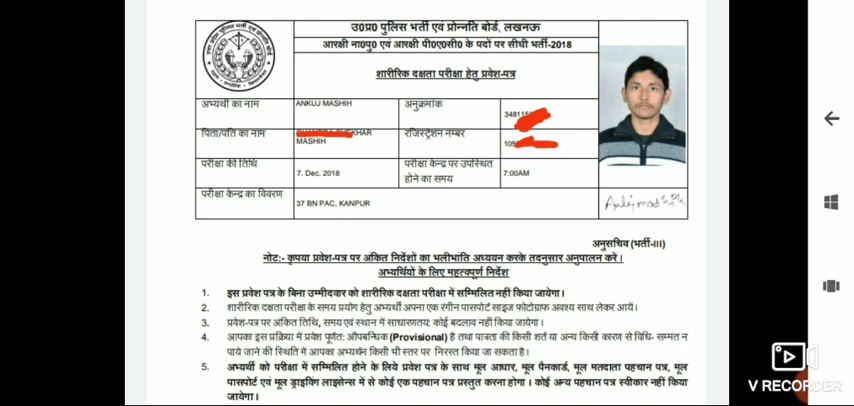 उ0प्र0 पुलिस भर्ती एवं प्रोन्नति बोर्ड, लखनऊ
आरक्षी ना0पु0 एवं आरक्षी पी0ए0सी0 के पदों पर सीधी भर्ती-2018
शारीरिक दक्षता परीक्षा हेतु प्रवेश-पत्र
अभ्यर्थी का नाम ANKUJ MASHIH अनुक्रमांक 348115
पिता/पति का नाम KHAR MASHIH रजिस्ट्रेशन नम्बर 105
परीक्षा की तिथि 7. Dec. 2018 परीक्षा केन्द्र पर उपस्थित होने का समय 7:00AM
परीक्षा केन्द्र का विवरण 37 BN PAC, KANPUR
अनुसचिव (भर्ती-III)
नोटः- कृपया प्रवेश-पत्र पर अंकित निर्देशों का भलीभांति अध्ययन करके तदनुसार अनुपालन करें।
अभ्यर्थियों के लिए महत्वपूर्ण निर्देश
1. इस प्रवेश पत्र के बिना उम्मीदवार को शारीरिक दक्षता परीक्षा में सम्मिलित नहीं किया जायेगा।
2. शारीरिक दक्षता परीक्षा के समय प्रयोग हेतु अभ्यर्थी अपना एक रंगीन पासपोर्ट साइज फोटोग्राफ अवश्य साथ लेकर आयें।
3. प्रवेश-पत्र पर अंकित तिथि, समय एवं स्थान में साधारणतः कोई बदलाव नहीं किया जायेगा।
4. आपका इस प्रक्रिया में प्रवेश पूर्णतः औपबन्धिक (Provisional) है तथा पात्रता की किसी शर्त या अन्य किसी कारण से विधि- सम्मत न
पाये जाने की स्थिति में आपका अभ्यर्थन किसी भी स्तर पर निरस्त किया जा सकता है।
5. अभ्यर्थी को परीक्षा में सम्मिलित होने के लिये प्रवेश पत्र के साथ मूल आधार, मूल पैनकार्ड, मूल मतदाता पहचान पत्र, मूल
पासपोर्ट एवं मूल ड्राइविंग लाइसेन्स में से कोई एक पहचान पत्र प्रस्तुत करना होगा । कोई अन्य पहचान पत्र स्वीकार नहीं किया
जायेगा।
V RECORDER